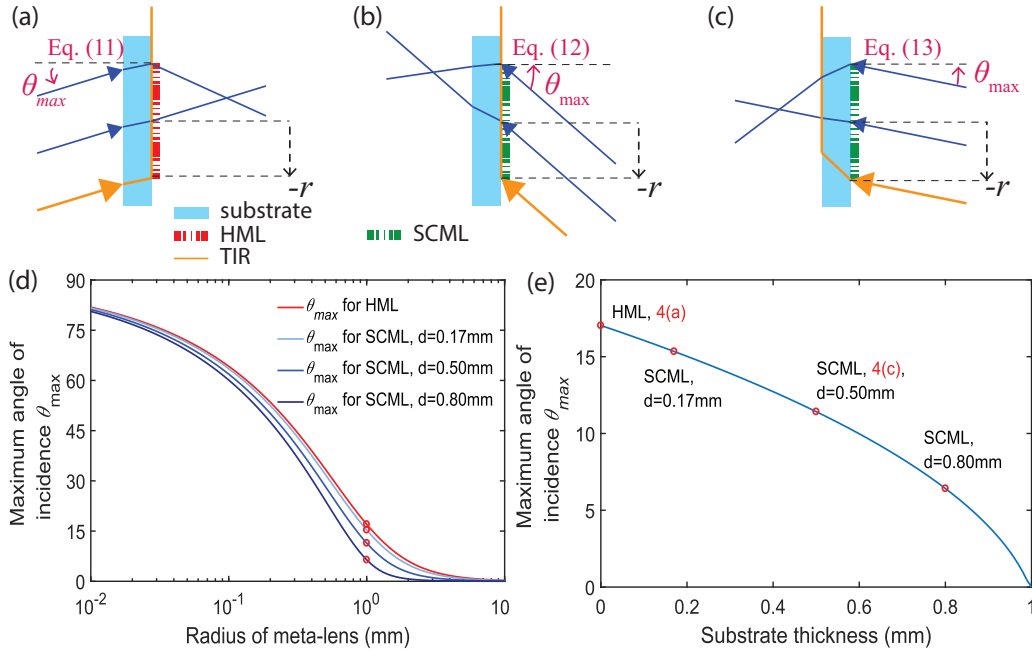 (a)
(b)
(c)
Eq. (11)
θmax
-r
Eq. (12)
θmax
-r
Eq. (13)
θmax
-r
substrate
HML
SCML
TIR
(d)
90
75
60
45
30
15
0
Maximum angle of
incidence θmax
θmax for HML
θmax for SCML, d=0.17mm
θmax for SCML, d=0.50mm
θmax for SCML, d=0.80mm
10-2
10-1
100
10
Radius of meta-lens (mm)
(e)
20
15
10
5
0
Maximum angle of
incidence θmax
HML, 4(a)
SCML,
d=0.17mm
SCML, 4(c),
d=0.50mm
SCML,
d=0.80mm
0
0.2
0.4
0.6
0.8
1
Substrate thickness (mm)